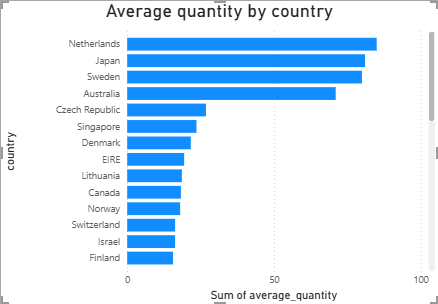 Average quantity by country
country
Netherlands
Japan
Sweden
Australia
Czech Republic
Singapore
Denmark
EIRE
Lithuania
Canada
Norway
Switzerland
Israel
Finland
0 50 100
Sum of average_quantity